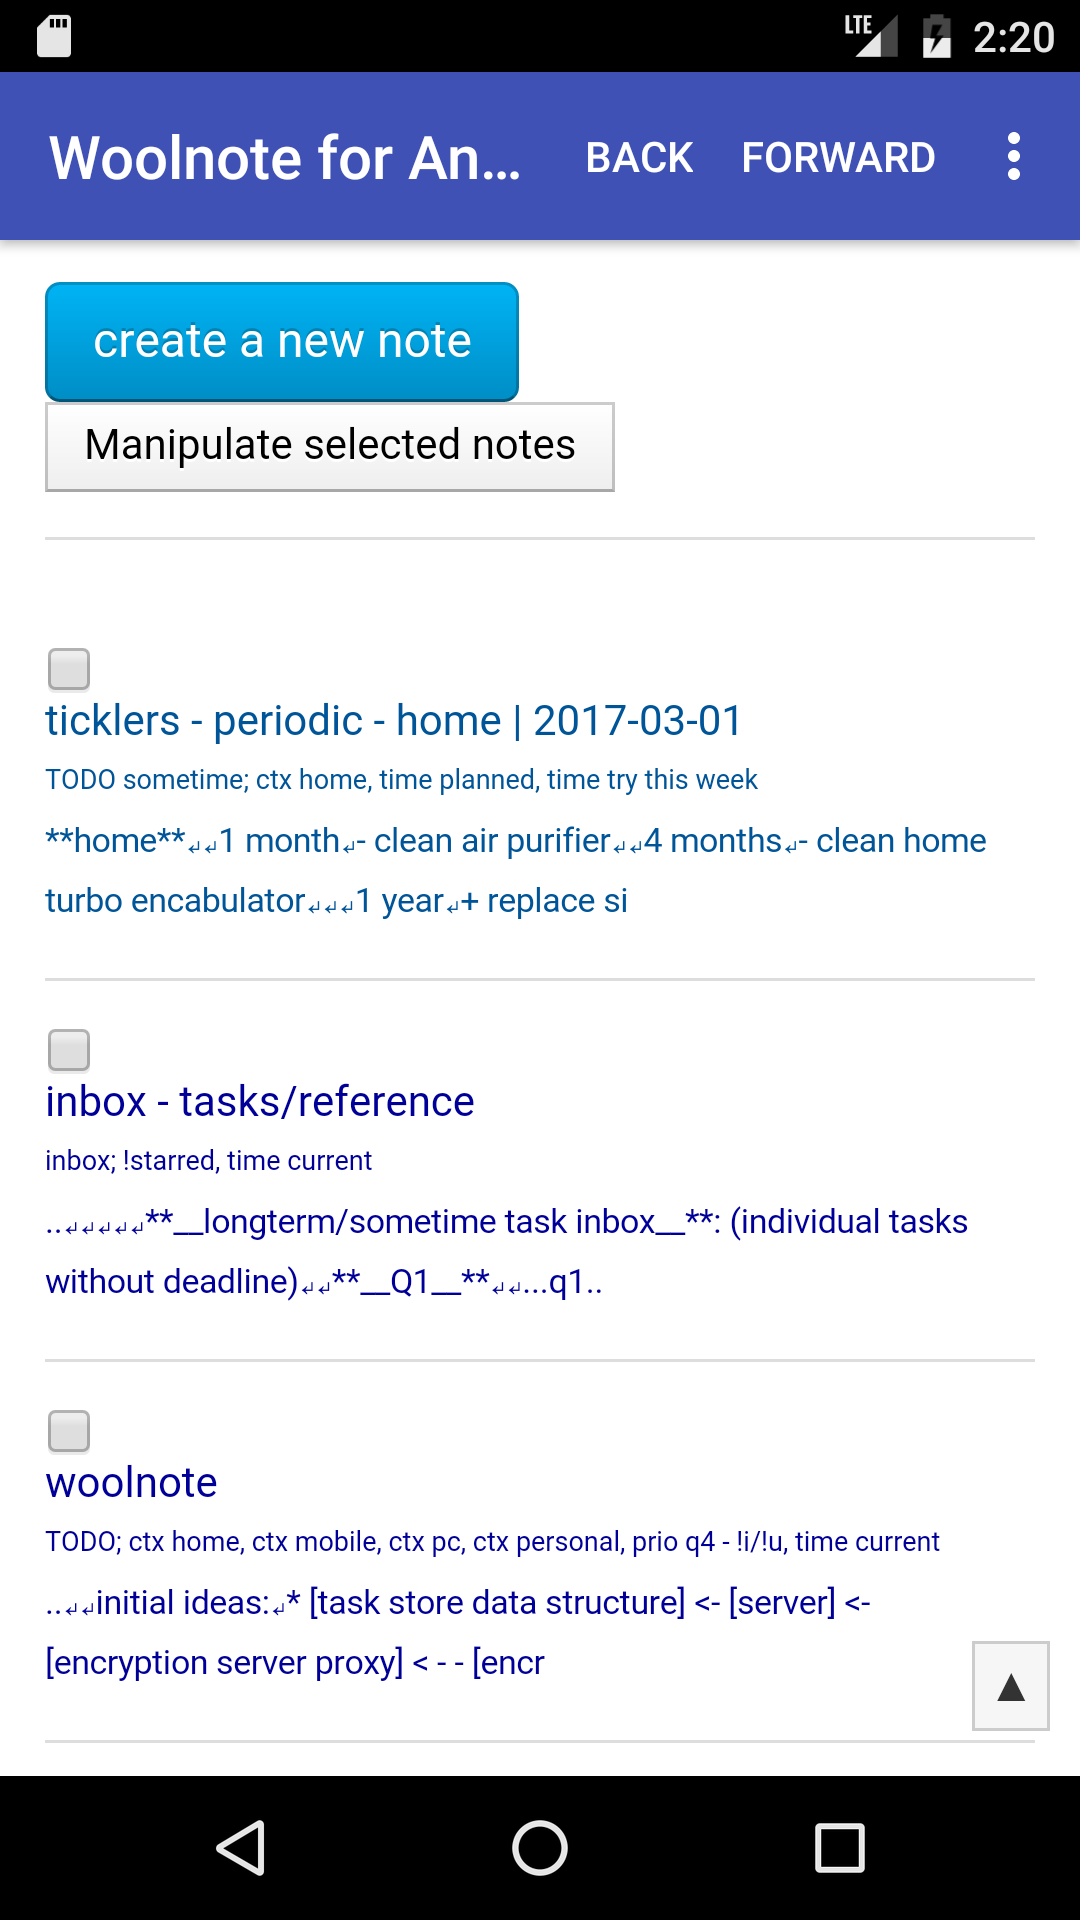 LTE 2:20
Woolnote for An... BACK FORWARD
create a new note
Manipulate selected notes
ticklers - periodic - home | 2017-03-01
TODO sometime; ctx home, time planned, time try this week
**home**↲↲1 month↲- clean air purifier↲↲4 months↲- clean home
turbo encabulator↲↲↲1 year↲+ replace si
inbox - tasks/reference
inbox; !starred, time current
..↲↲↲↲↲**__longterm/sometime task inbox__**: (individual tasks
without deadline)↲↲**__Q1__**↲↲...q1..
woolnote
TODO; ctx home, ctx mobile, ctx pc, ctx personal, prio q4 - !i/!u, time current
..↲↲initial ideas:↲* [task store data structure] <- [server] <-
[encryption server proxy] < - - [encr
▲